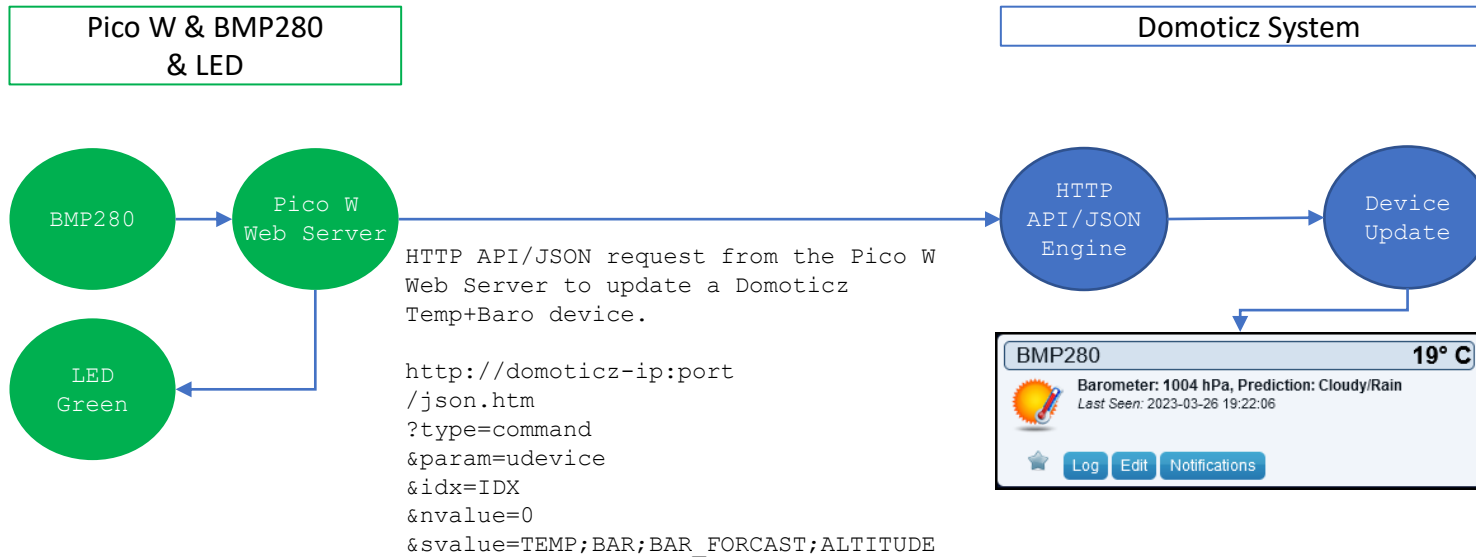 Pico W & BMP280
& LED
Domoticz System
BMP280
Pico W
Web Server
HTTP
API/JSON
Engine
Device
Update
LED
Green
HTTP API/JSON request from the Pico W
Web Server to update a Domoticz
Temp+Baro device.
http://domoticz-ip:port
/json.htm
?type=command
&param=udevice
&idx=IDX
&nvalue=0
&svalue=TEMP;BAR;BAR_FORCAST;ALTITUDE
BMP280 19° C
Barometer: 1004 hPa, Prediction: Cloudy/Rain
Last Seen: 2023-03-26 19:22:06
Log Edit Notifications